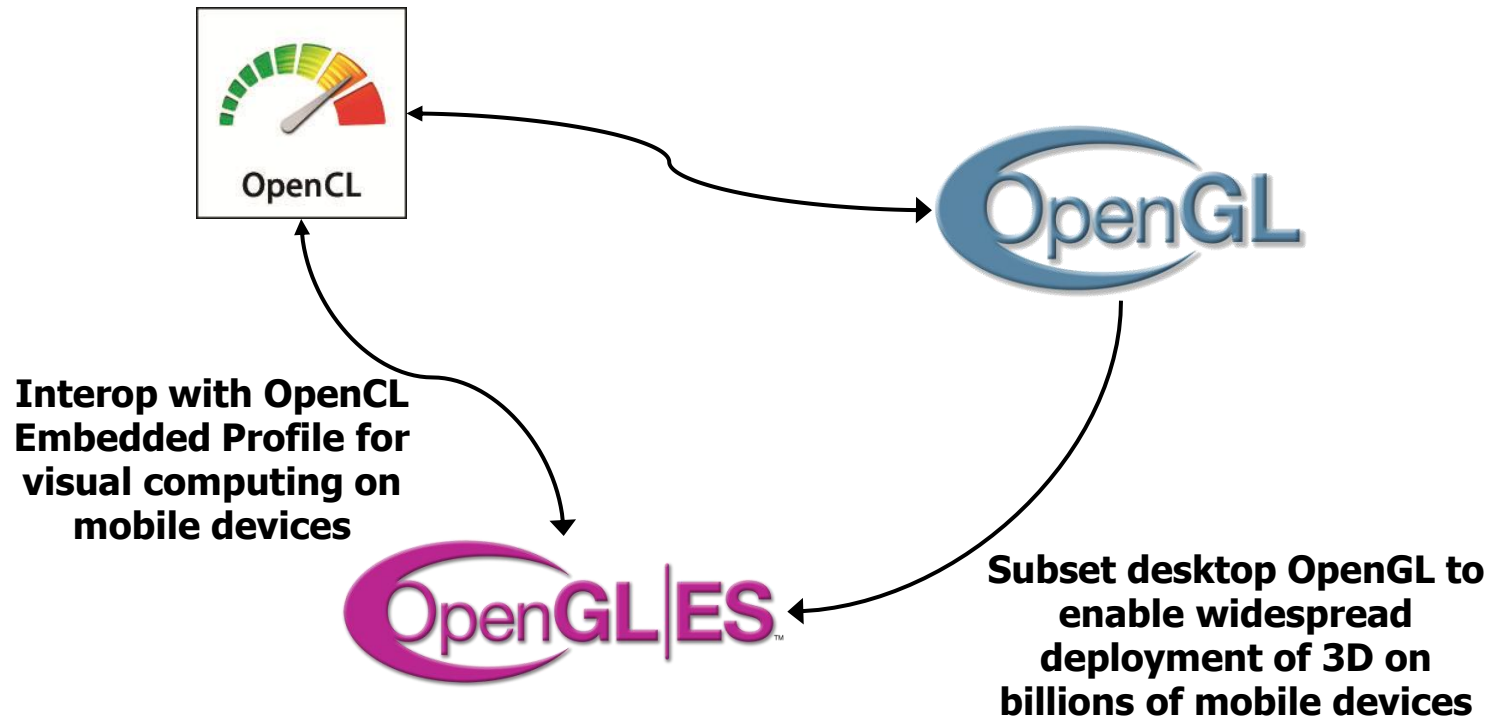 OpenCL
OpenGL
Interop with OpenCL
Embedded Profile for
visual computing on
mobile devices
OpenGL|ES™
Subset desktop OpenGL to
enable widespread
deployment of 3D on
billions of mobile devices